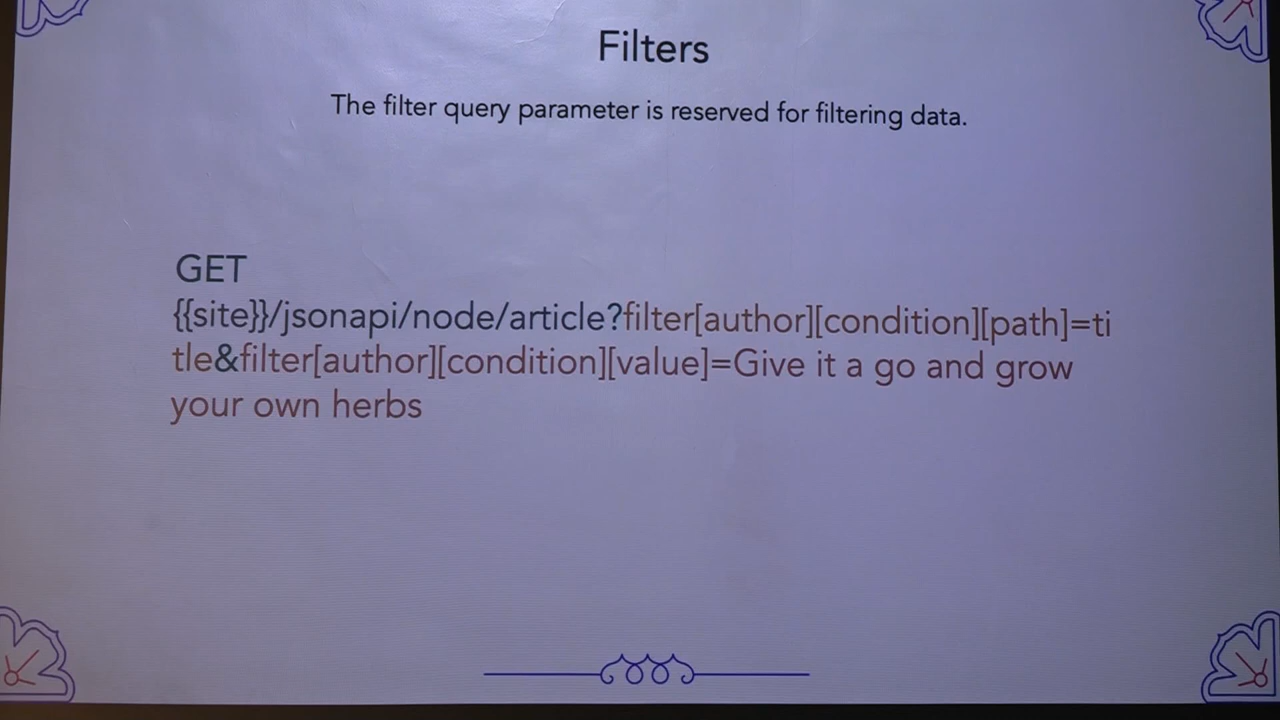 Filters
The filter query parameter is reserved for filtering data.
GET
{{site}}/jsonapi/node/article?filter[author][condition][path]=ti
tle&filter[author][condition][value]=Give it a go and grow
your own herbs